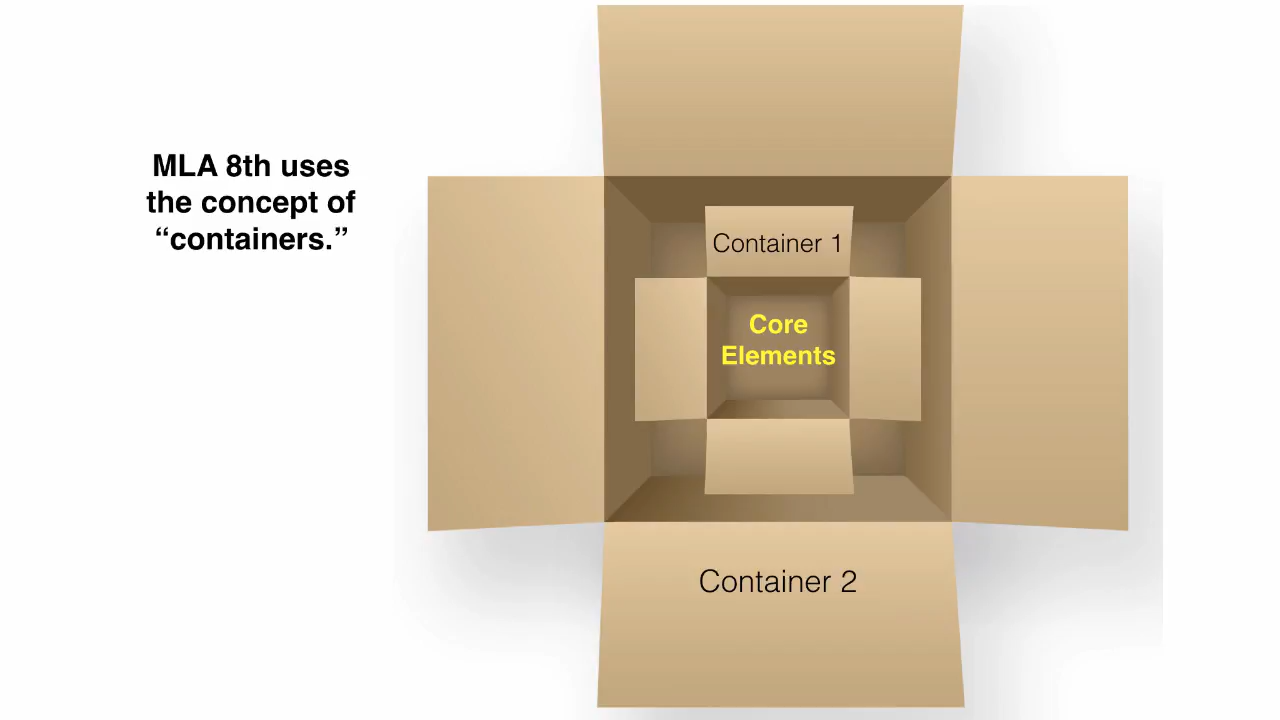 MLA 8th uses
the concept of
“containers.”
Container 1
Core
Elements
Container 2